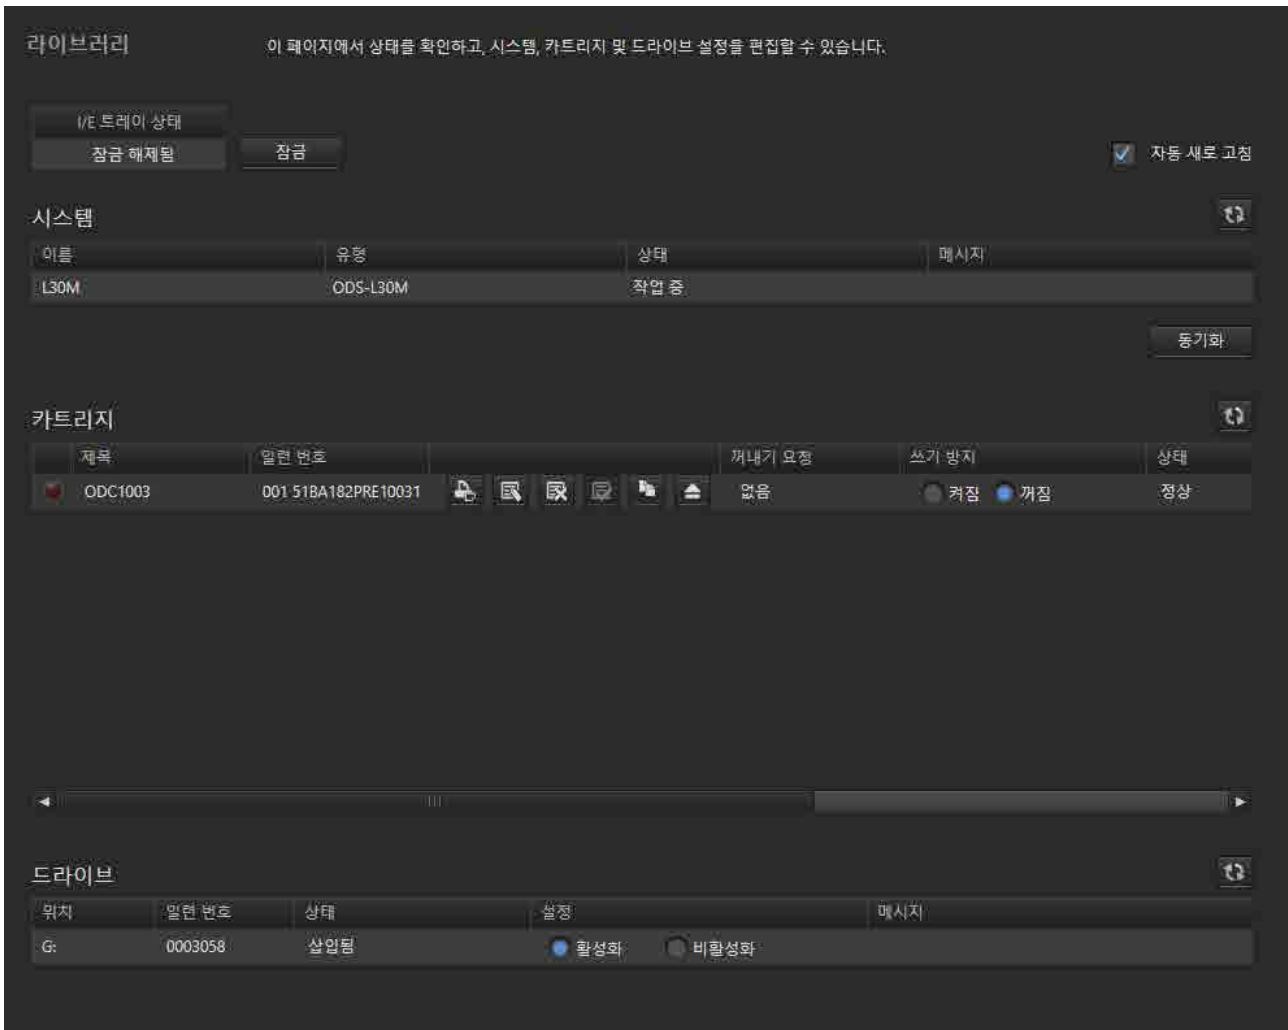 라이브러리 이 페이지에서 상태를 확인하고, 시스템, 카트리지 및 드라이브 설정을 편집할 수 있습니다.
I/E 트레이 상태
잠금 해제됨 잠금 자동 새로 고침
시스템
이름 유형 상태 메시지
L30M ODS-L30M 작업 중
동기화
카트리지
제목 일련 번호 꺼내기 요청 쓰기 방지 상태
ODC1003 001 51BA182PRE10031 없음 켜짐 꺼짐 정상
드라이브
위치 일련 번호 상태 설정 메시지
G: 0003058 삽입됨 활성화 비활성화